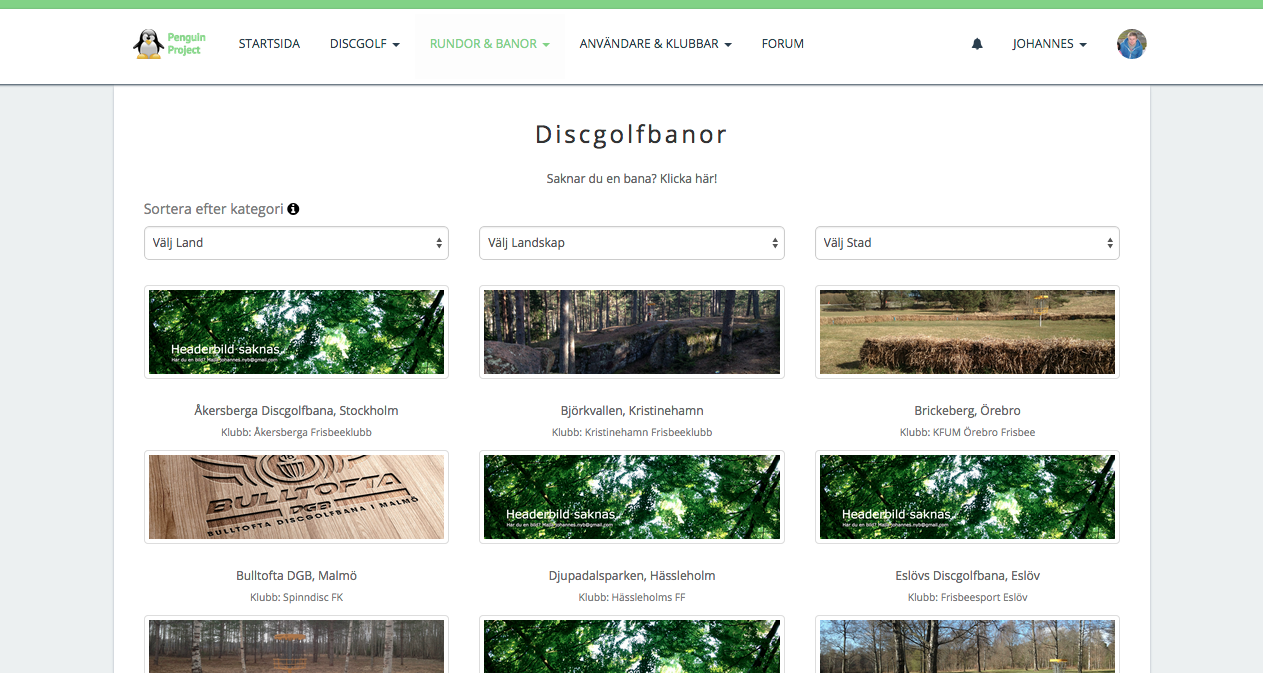 Penguin
Project
STARTSIDA
DISCGOLF
RUNDOR & BANOR
ANVÄNDARE & KLUBBAR
FORUM
JOHANNES
Discgolfbanor
Saknar du en bana? Klicka här!
Sortera efter kategori
Välj Land
Välj Landskap
Välj Stad
Headerbild saknas...
Har du en bild? Maila johannes.nyb@gmail.com
Åkersberga Discgolfbana, Stockholm
Klubb: Åkersberga Frisbeeklubb
Björkvallen, Kristinehamn
Klubb: Kristinehamn Frisbeeklubb
Brickeberg, Örebro
Klubb: KFUM Örebro Frisbee
BULLTOFTA
DGB
BULLTOFTA DISCGOLFBANA I MALMÖ
Headerbild saknas...
Har du en bild? Maila johannes.nyb@gmail.com
Headerbild saknas...
Har du en bild? Maila johannes.nyb@gmail.com
Bulltofta DGB, Malmö
Klubb: Spinndisc FK
Djupadalsparken, Hässleholm
Klubb: Hässleholms FF
Eslövs Discgolfbana, Eslöv
Klubb: Frisbeesport Eslöv